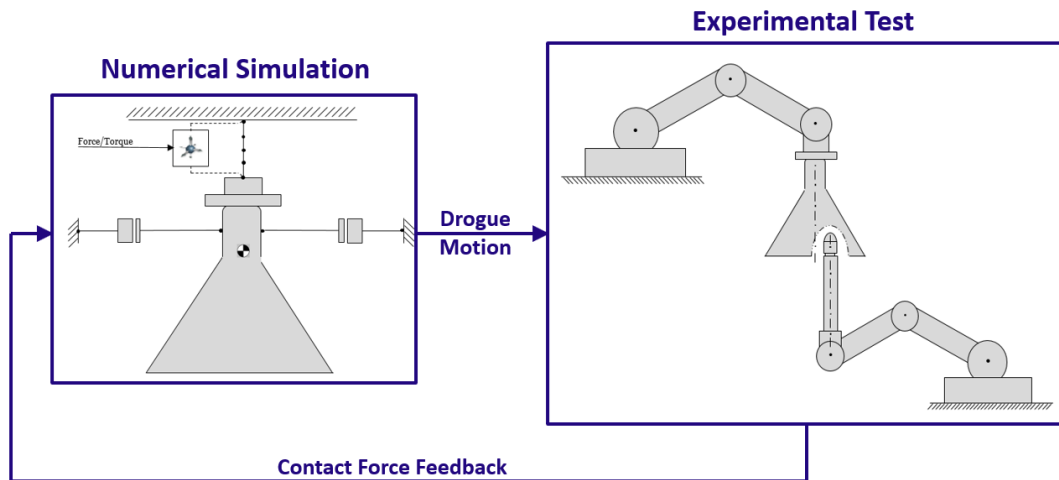 Experimental Test
Numerical Simulation
Force/Torque
Drogue
Motion
Contact Force Feedback